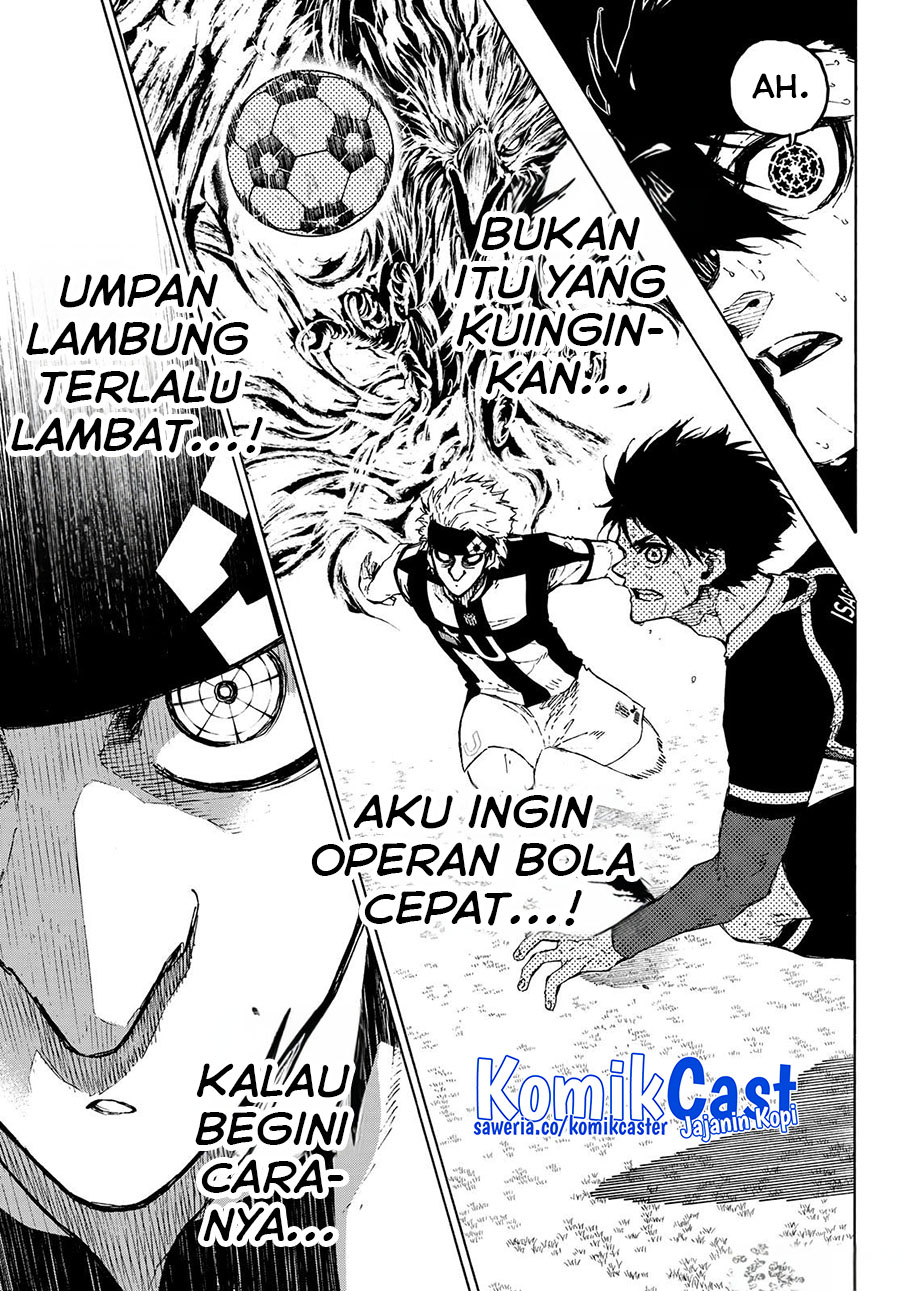 AH.
BUKAN
ITU YANG
KUINGIN-
KAN...
UMPAN
LAMBUNG
TERLALU
LAMBAT...!
U
ISAG
AKU INGIN
OPERAN BOLA
CEPAT...!
KALAU
BEGINI
CARA-
NYA...
KomikCast
saweria.co/komikcaster Jajanin Kopi